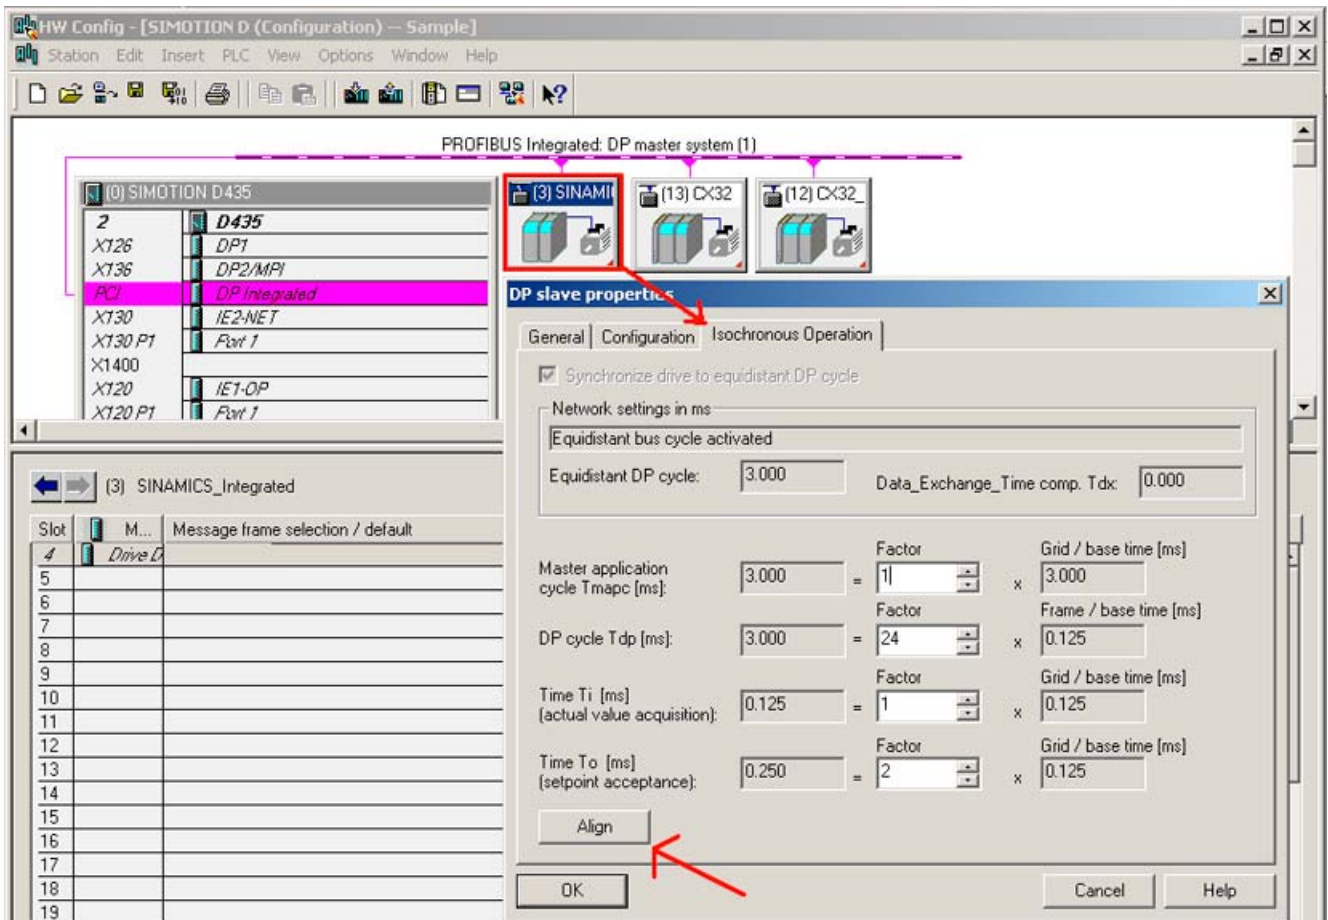 HW Config - [SIMOTION D (Configuration) -- Sample]
Station Edit Insert PLC View Options Window Help
PROFIBUS Integrated: DP master system (1)
(0) SIMOTION D435
2 D435
X126 DP1
X136 DP2/MPI
PCI DP Integrated
X130 IE2-NET
X130 P1 Port 1
X1400
X120 IE1-OP
X120 P1 Port 1
(3) SINAMI
(13) CX32
(12) CX32_
DP slave properties
General Configuration Isochronous Operation
Synchronize drive to equidistant DP cycle
Network settings in ms
Equidistant bus cycle activated
Equidistant DP cycle: 3.000 Data_Exchange_Time comp. Tdx: 0.000
Factor Grid / base time [ms]
Master application
cycle Tmapc [ms]: 3.000 = 1 x 3.000
Factor Frame / base time [ms]
DP cycle Tdp [ms]: 3.000 = 24 x 0.125
Factor Grid / base time [ms]
Time Ti [ms]
(actual value acquisition): 0.125 = 1 x 0.125
Factor Grid / base time [ms]
Time To [ms]
(setpoint acceptance): 0.250 = 2 x 0.125
Align
OK Cancel Help
(3) SINAMICS_Integrated
Slot M... Message frame selection / default
4 Drive D
5
6
7
8
9
10
11
12
13
14
15
16
17
18
19